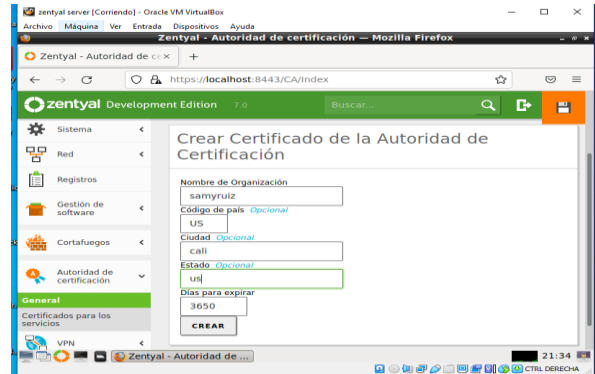 zentyal server [Corriendo] - Oracle VM VirtualBox
Archivo Máquina Ver Entrada Dispositivos Ayuda
Zentyal - Autoridad de certificación — Mozilla Firefox
Zentyal - Autoridad de ce
https://localhost:8443/CA/Index
zentyal Development Edition 7.0 Buscar...
Sistema
Red
Registros
Gestión de
software
Cortafuegos
Autoridad de
certificación
General
Certificados para los
servicios
VPN
Crear Certificado de la Autoridad de
Certificación
Nombre de Organización
samyruiz
Código de país Opcional
US
Ciudad Opcional
cali
Estado Opcional
us
Días para expirar
3650
CREAR
Zentyal - Autoridad de ...
21:34
CTRL DERECHA